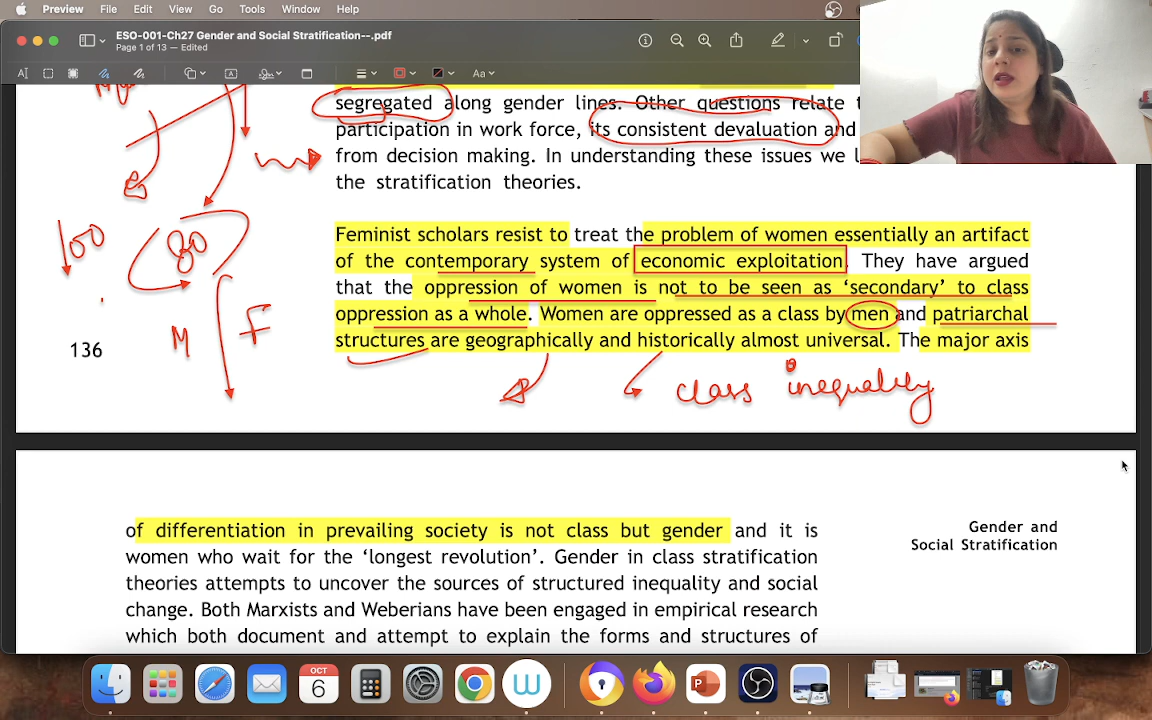 Preview File Edit View Go Tools Window Help
ESO-001-Ch27 Gender and Social Stratification--.pdf
Page 1 of 13 — Edited
Aa
segregated along gender lines. Other questions relate
participation in work force, its consistent devaluation and
from decision making. In understanding these issues we
the stratification theories.
100
80
M F
Feminist scholars resist to treat the problem of women essentially an artifact
of the contemporary system of economic exploitation. They have argued
that the oppression of women is not to be seen as ‘secondary’ to class
oppression as a whole. Women are oppressed as a class by men and patriarchal
structures are geographically and historically almost universal. The major axis
136
class inequality
of differentiation in prevailing society is not class but gender and it is
women who wait for the ‘longest revolution’. Gender in class stratification
theories attempts to uncover the sources of structured inequality and social
change. Both Marxists and Weberians have been engaged in empirical research
which both document and attempt to explain the forms and structures of
Gender and
Social Stratification
OCT
6